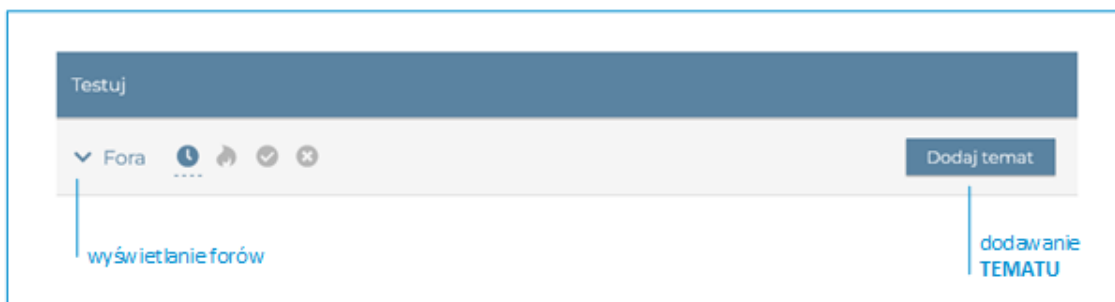 Testuj
Fora
Dodaj temat
wyświetlanie forów
dodawanie
TEMATU